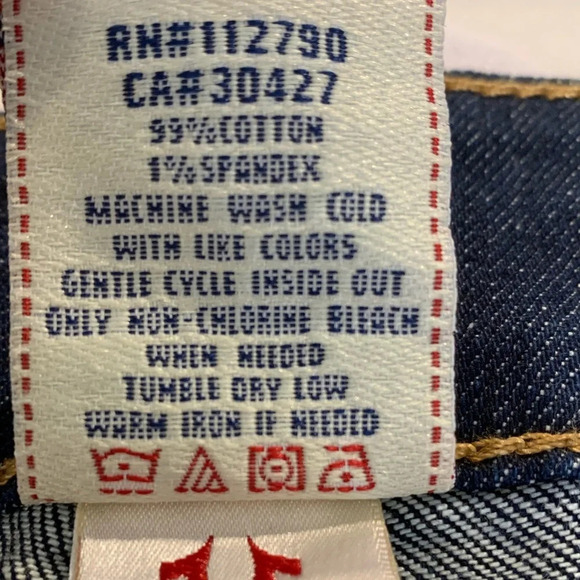 RN#112790
CA#30427
99%COTTON
1%SPANDEX
MACHINE WASH COLD
WITH LIKE COLORS
GENTLE CYCLE INSIDE OUT
ONLY NON-CHLORINE BLEACH
WHEN NEEDED
TUMBLE DRY LOW
WARM IRON IF NEEDED